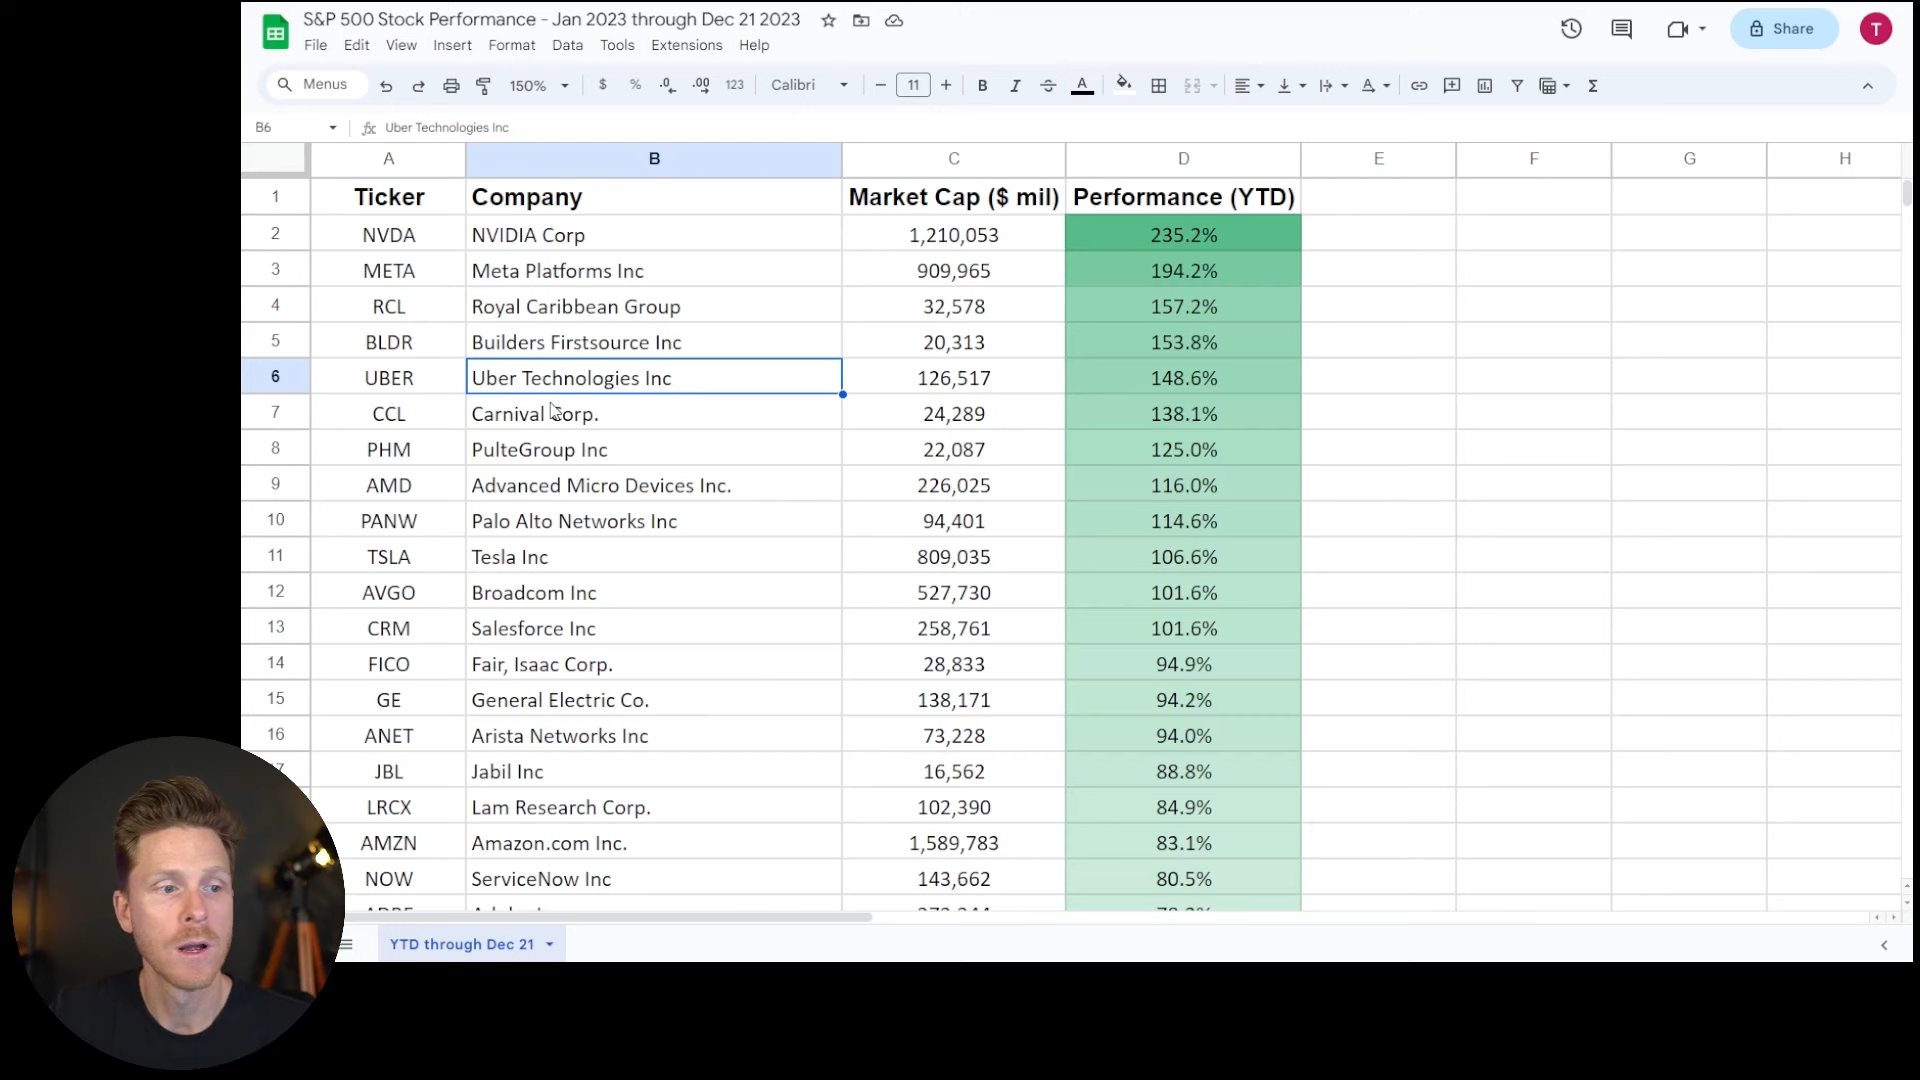 S&P 500 Stock Performance - Jan 2023 through Dec 21 2023
File Edit View Insert Format Data Tools Extensions Help
Share
T
Menus 150% $ % .0 .00 123 Calibri 11 B I A
B6 fx Uber Technologies Inc
A B C D E F G H
1 Ticker Company Market Cap ($ mil) Performance (YTD)
2 NVDA NVIDIA Corp 1,210,053 235.2%
3 META Meta Platforms Inc 909,965 194.2%
4 RCL Royal Caribbean Group 32,578 157.2%
5 BLDR Builders Firstsource Inc 20,313 153.8%
6 UBER Uber Technologies Inc 126,517 148.6%
7 CCL Carnival Corp. 24,289 138.1%
8 PHM PulteGroup Inc 22,087 125.0%
9 AMD Advanced Micro Devices Inc. 226,025 116.0%
10 PANW Palo Alto Networks Inc 94,401 114.6%
11 TSLA Tesla Inc 809,035 106.6%
12 AVGO Broadcom Inc 527,730 101.6%
13 CRM Salesforce Inc 258,761 101.6%
14 FICO Fair, Isaac Corp. 28,833 94.9%
15 GE General Electric Co. 138,171 94.2%
16 ANET Arista Networks Inc 73,228 94.0%
JBL Jabil Inc 16,562 88.8%
LRCX Lam Research Corp. 102,390 84.9%
AMZN Amazon.com Inc. 1,589,783 83.1%
NOW ServiceNow Inc 143,662 80.5%
YTD through Dec 21